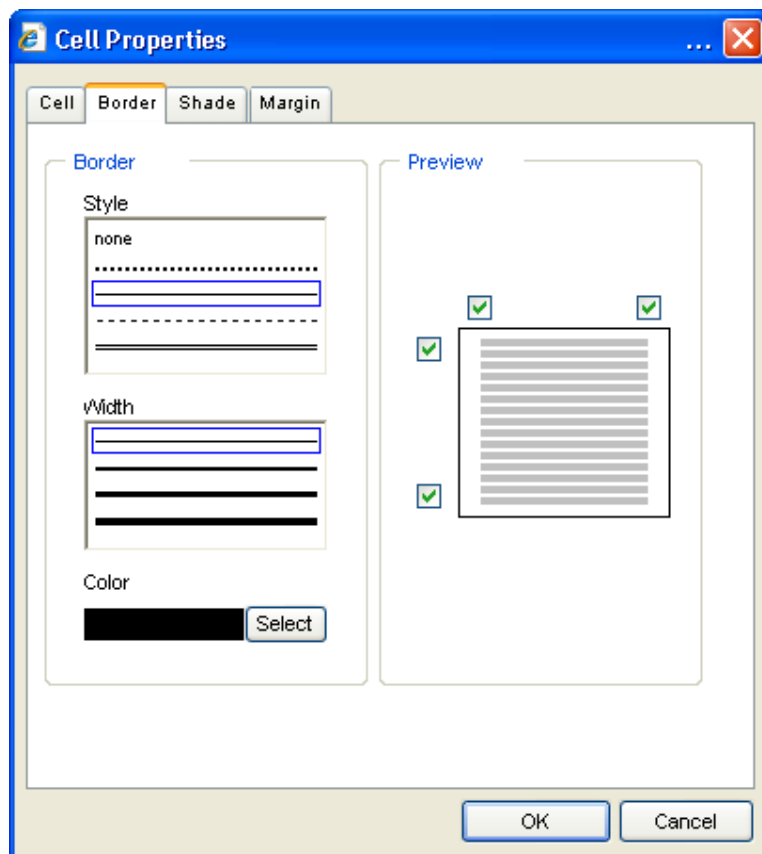 Cell Properties ...
Cell Border Shade Margin
Border
Style
none
Width
Color
Select
Preview
OK Cancel